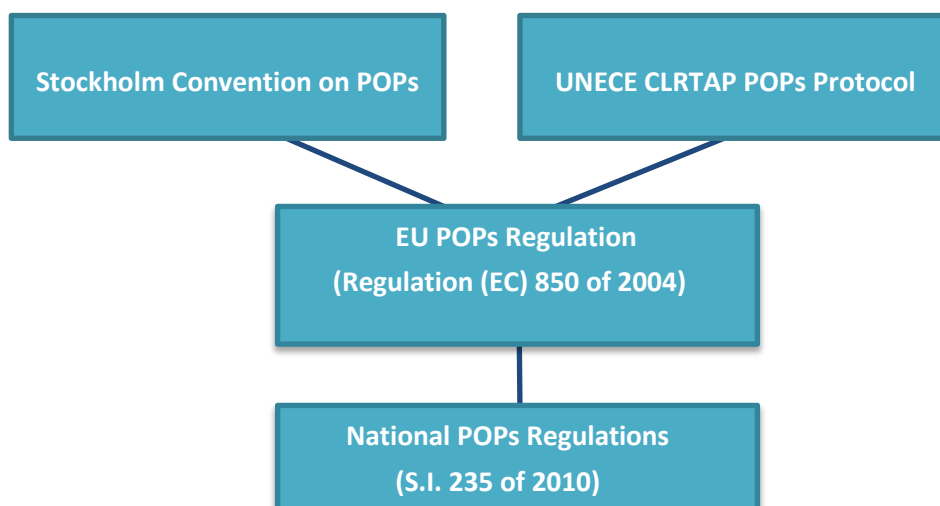 Stockholm Convention on POPs
UNECE CLRTAP POPs Protocol
EU POPs Regulation
(Regulation (EC) 850 of 2004)
National POPs Regulations
(S.I. 235 of 2010)